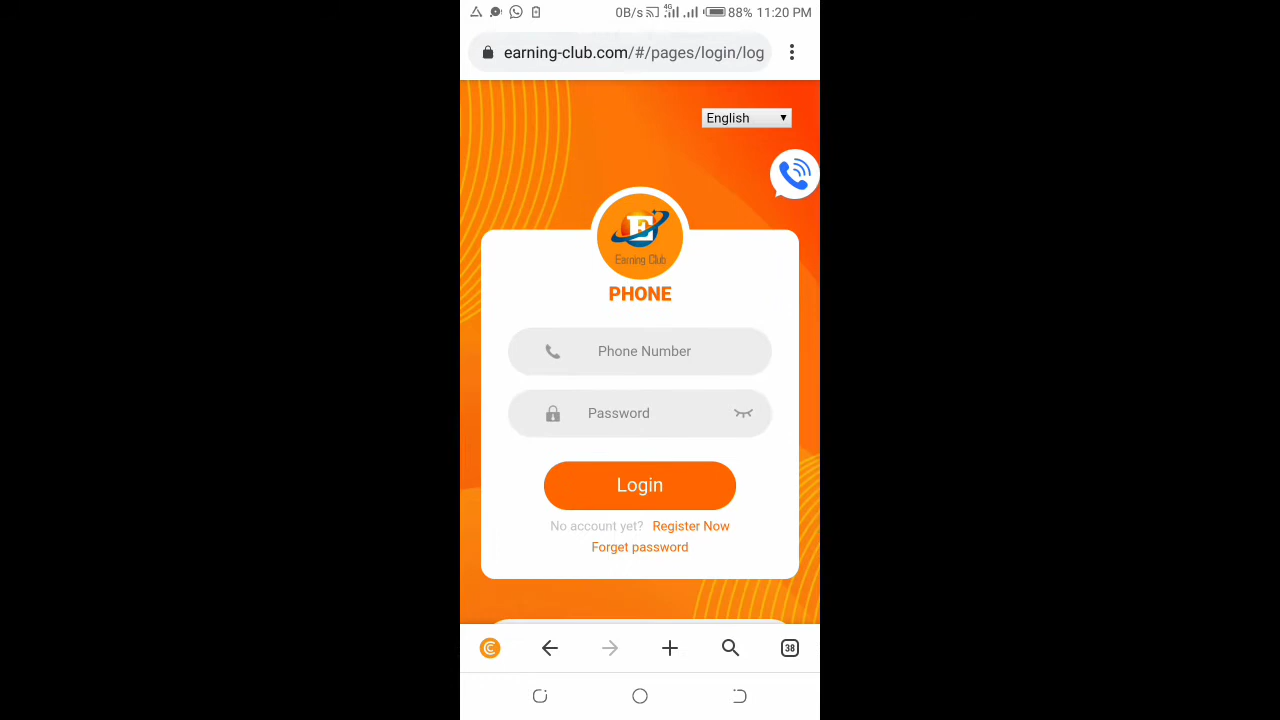 0B/s 4G 88% 11:20 PM
earning-club.com/#/pages/login/log
English
E
Earning Club
PHONE
Phone Number
Password
Login
No account yet? Register Now
Forget password
38